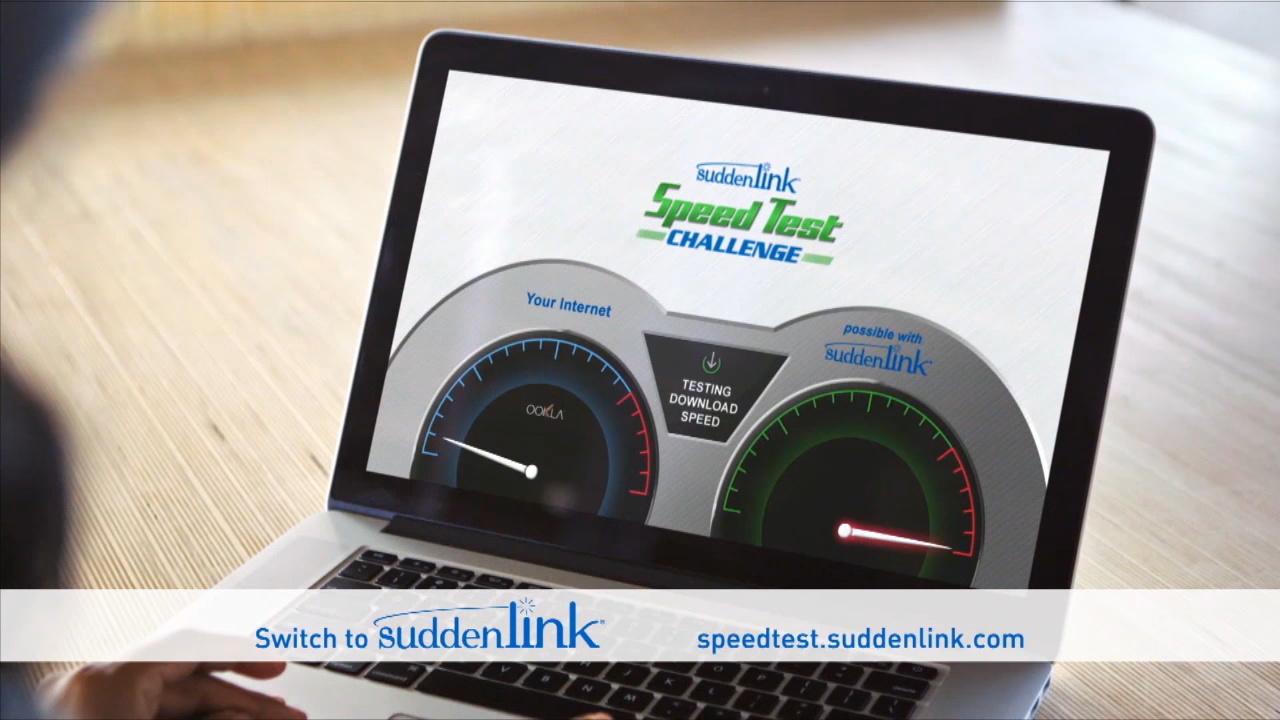 suddenlink
Speed Test
CHALLENGE
Your Internet
possible with
suddenlink
OOKLA
TESTING
DOWNLOAD
SPEED
Switch to suddenlink® speedtest.suddenlink.com
V B N M J K L O P